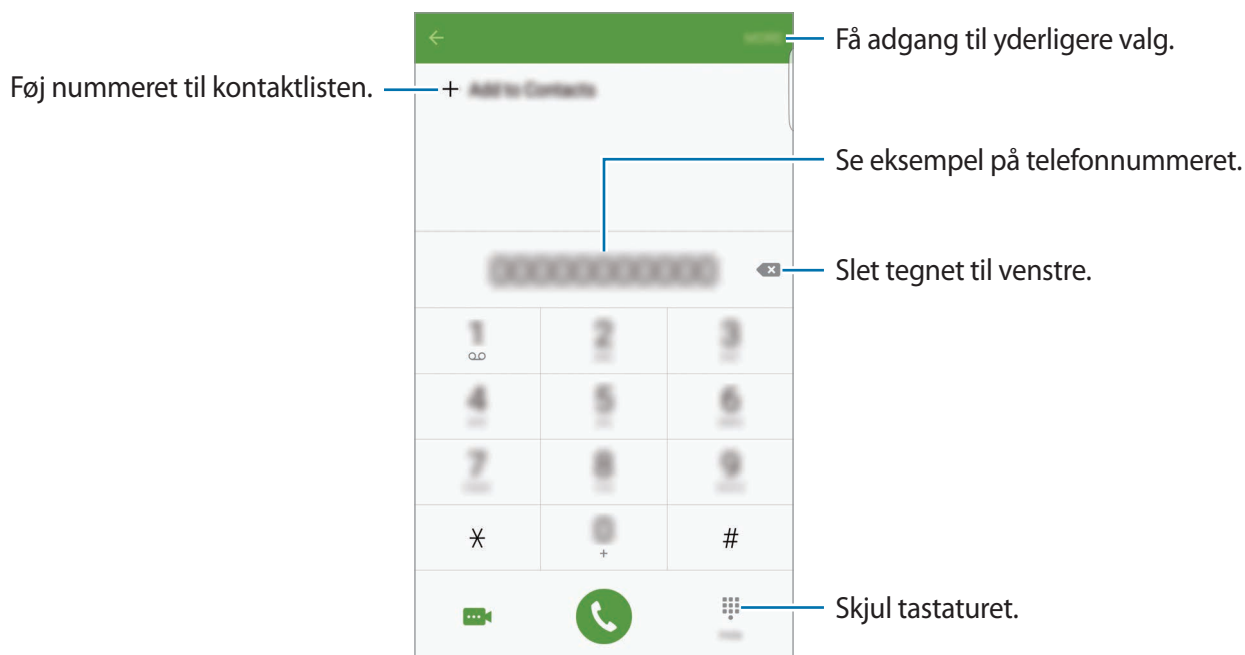 MORE
Få adgang til yderligere valg.
Føj nummeret til kontaktlisten.
+ Add to Contacts
Se eksempel på telefonnummeret.
Slet tegnet til venstre.
1 2 3
4 5 6
7 8 9
* 0 #
+
Skjul tastaturet.